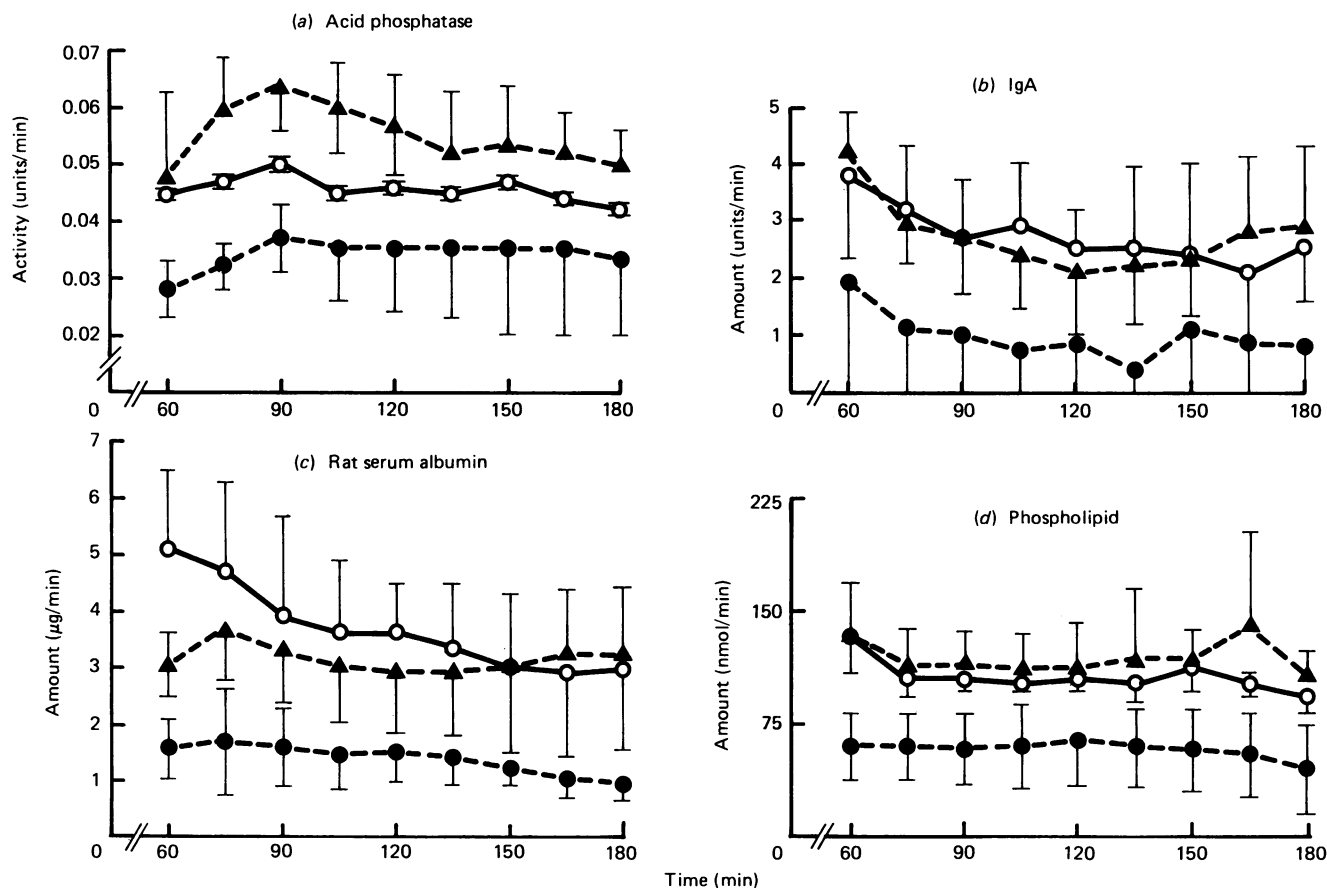 (a) Acid phosphatase
0.07
0.06
0.05
0.04
0.03
0.02
0
Activity (units/min)
60 90 120 150 180
(b) IgA
5
4
3
2
1
0
Amount (units/min)
60 90 120 150 180
(c) Rat serum albumin
7
6
5
4
3
2
1
0
Amount (µg/min)
60 90 120 150 180
(d) Phospholipid
225
150
75
0
Amount (nmol/min)
60 90 120 150 180
Time (min)